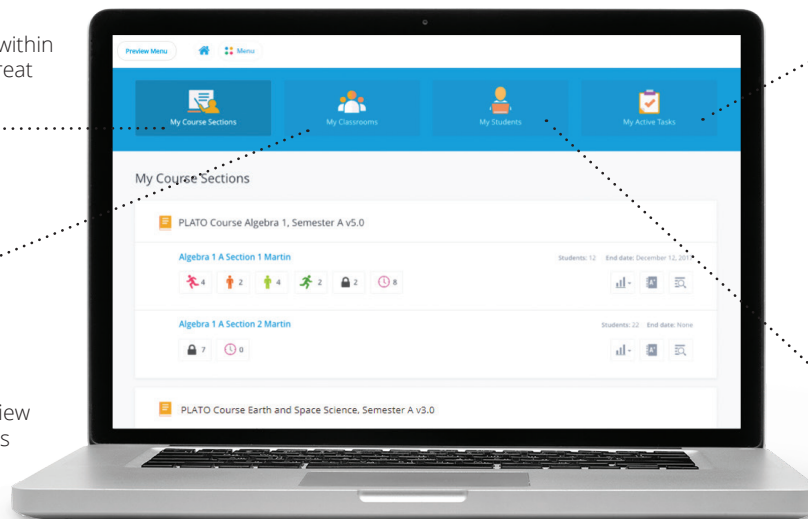 within
reat
iew
s
Preview Menu
Menu
My Course Sections
My Classrooms
My Students
My Active Tasks
My Course Sections
PLATO Course Algebra 1, Semester A v5.0
Algebra 1 A Section 1 Martin
Students: 12 End date: December 12, 201
4 2 4 2 2 8
A+
Algebra 1 A Section 2 Martin
Students: 22 End date: None
7 0
A+
PLATO Course Earth and Space Science, Semester A v3.0